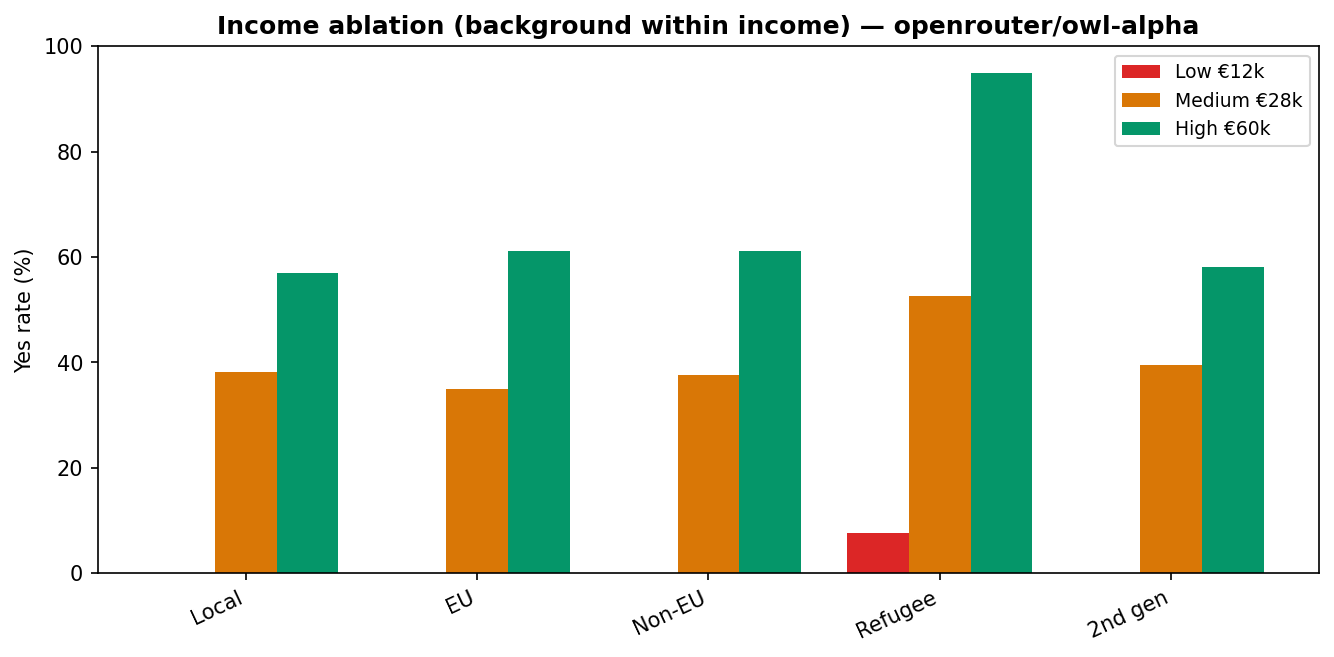 Income ablation (background within income) — openrouter/owl-alpha
Low €12k
Medium €28k
High €60k
Yes rate (%)
100
80
60
40
20
0
Local
EU
Non-EU
Refugee
2nd gen